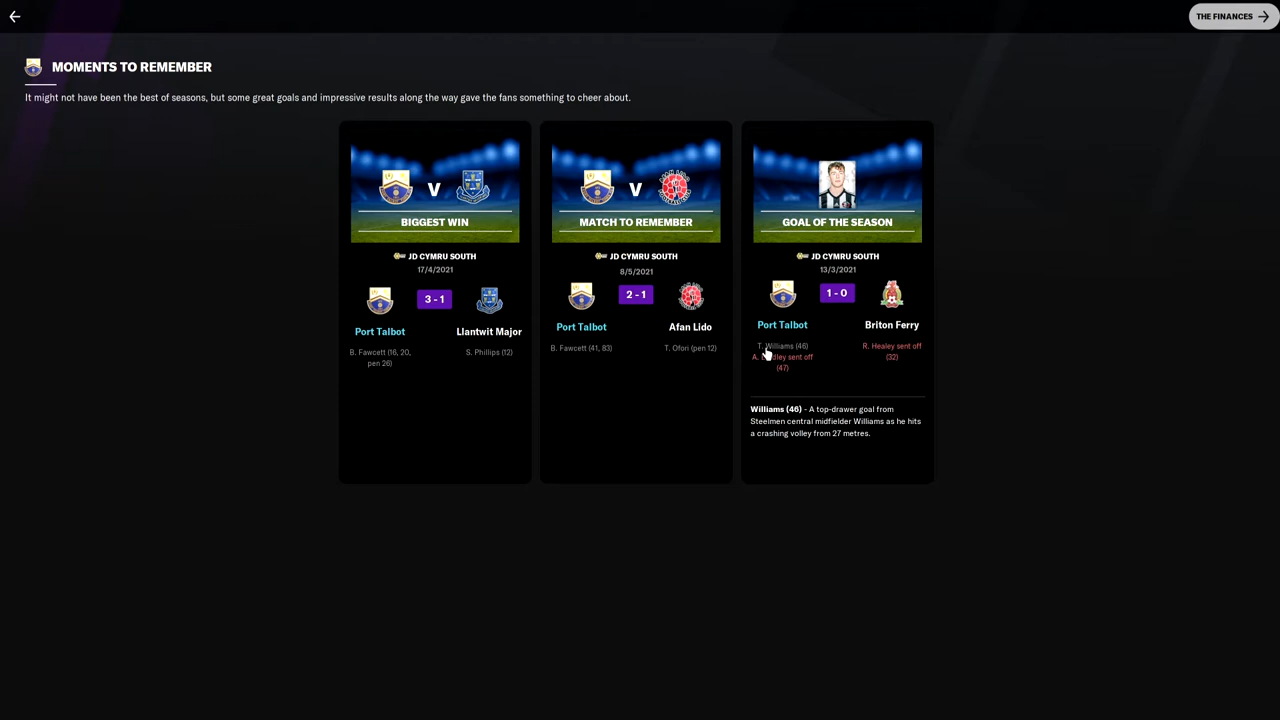 THE FINANCES
MOMENTS TO REMEMBER
It might not have been the best of seasons, but some great goals and impressive results along the way gave the fans something to cheer about.
V
BIGGEST WIN
JD CYMRU SOUTH
17/4/2021
3 - 1
Port Talbot
Llantwit Major
B. Fawcett (16, 20,
pen 26)
S. Phillips (12)
V
MATCH TO REMEMBER
JD CYMRU SOUTH
8/5/2021
2 - 1
Port Talbot
Afan Lido
B. Fawcett (41, 83)
T. Ofori (pen 12)
GOAL OF THE SEASON
JD CYMRU SOUTH
13/3/2021
1 - 0
Port Talbot
Briton Ferry
T. Williams (46)
A. sent off
(47)
R. Healey sent off
(32)
Williams (46) - A top-drawer goal from
Steelmen central midfielder Williams as he hits
a crashing volley from 27 metres.